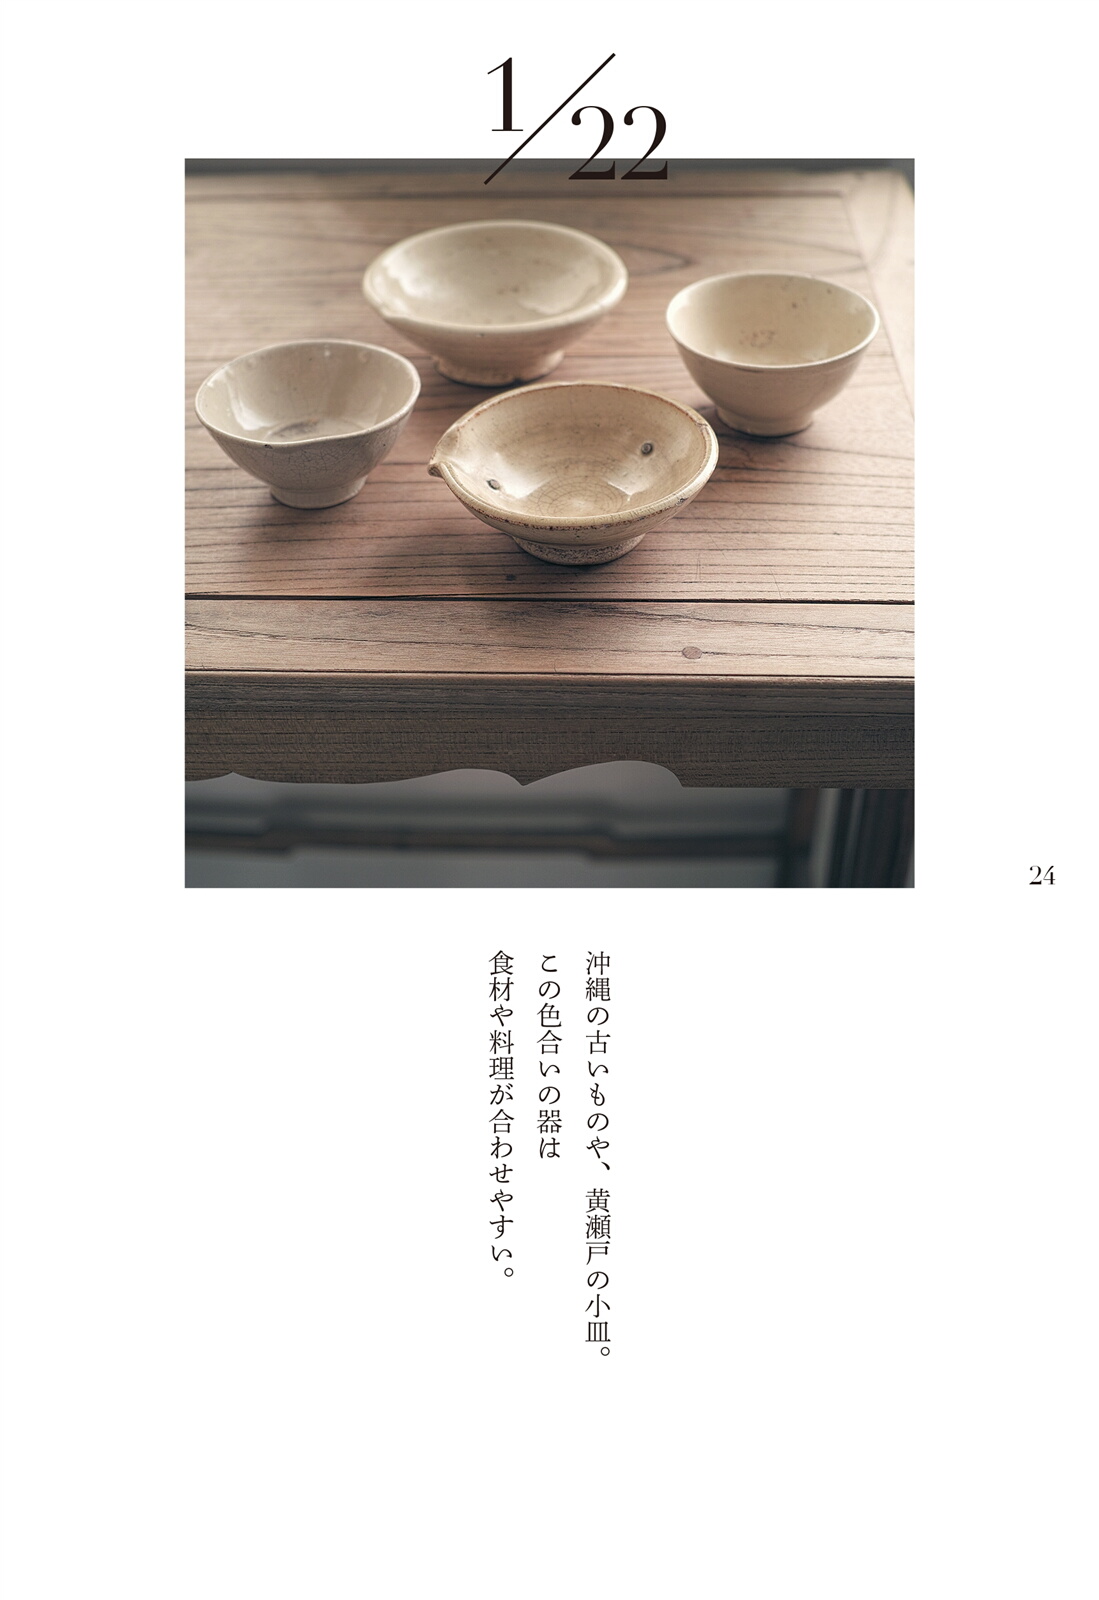 1/22
沖縄の古いものや、黄瀬戸の小皿。
この色合いの器は
食材や料理が合わせやすい。
24